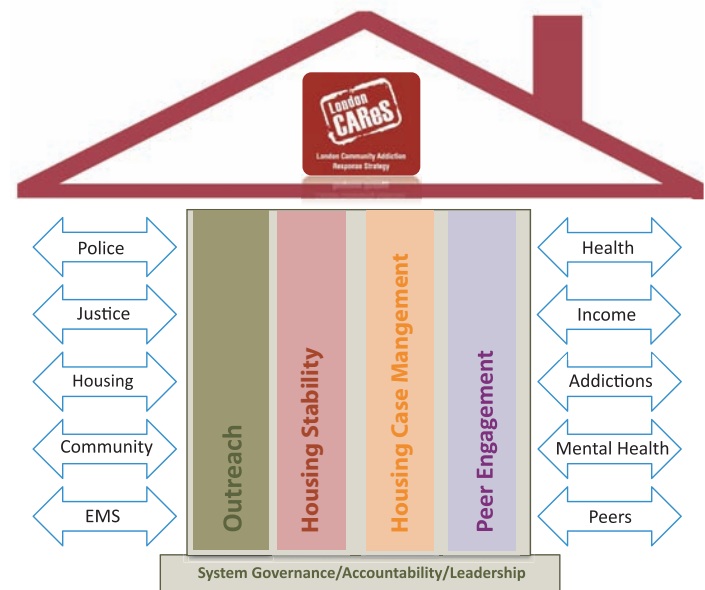 London
CAReS
London Community Addiction
Response Strategy
Police
Justice
Housing
Community
EMS
Outreach
Housing Stability
Housing Case Mangement
Peer Engagement
Health
Income
Addictions
Mental Health
Peers
System Governance/Accountability/Leadership